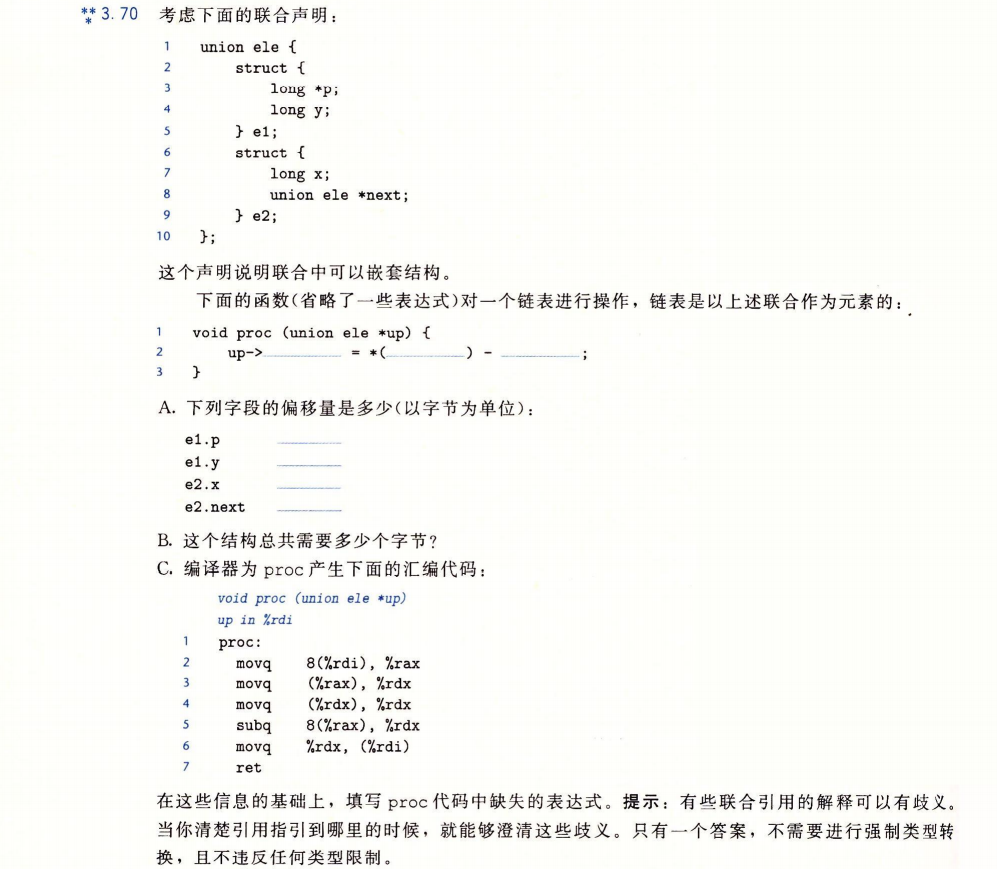 ** 3.70 考虑下面的联合声明：
*
1 union ele {
2 struct {
3 long *p;
4 long y;
5 } e1;
6 struct {
7 long x;
8 union ele *next;
9 } e2;
10 };
这个声明说明联合中可以嵌套结构。
下面的函数(省略了一些表达式)对一个链表进行操作，链表是以上述联合作为元素的：
1 void proc (union ele *up) {
2 up->__________ = *(__________) - __________;
3 }
A. 下列字段的偏移量是多少(以字节为单位)：
e1.p ________
e1.y ________
e2.x ________
e2.next ________
B. 这个结构总共需要多少个字节?
C. 编译器为 proc 产生下面的汇编代码：
void proc (union ele *up)
up in %rdi
1 proc:
2 movq 8(%rdi), %rax
3 movq (%rax), %rdx
4 movq (%rdx), %rdx
5 subq 8(%rax), %rdx
6 movq %rdx, (%rdi)
7 ret
在这些信息的基础上，填写 proc 代码中缺失的表达式。提示：有些联合引用的解释可以有歧义。
当你清楚引用指引到哪里的时候，就能够澄清这些歧义。只有一个答案，不需要进行强制类型转
换，且不违反任何类型限制。